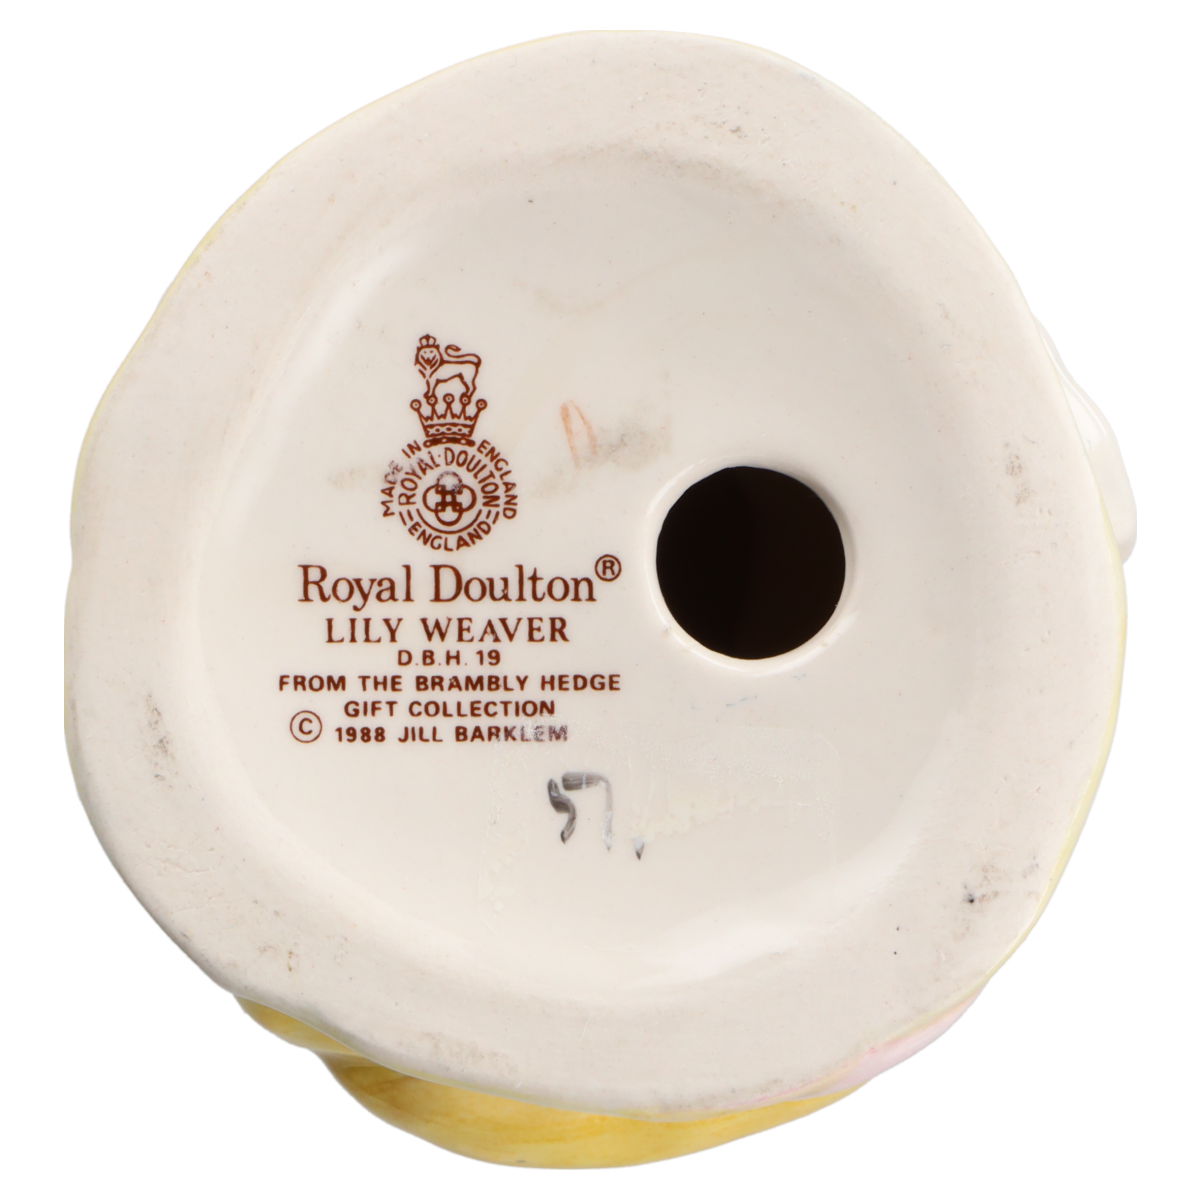 MADE IN ENGLAND
ROYAL·DOULTON
ENGLAND
Royal Doulton®
LILY WEAVER
D.B.H. 19
FROM THE BRAMBLY HEDGE
GIFT COLLECTION
© 1988 JILL BARKLEM